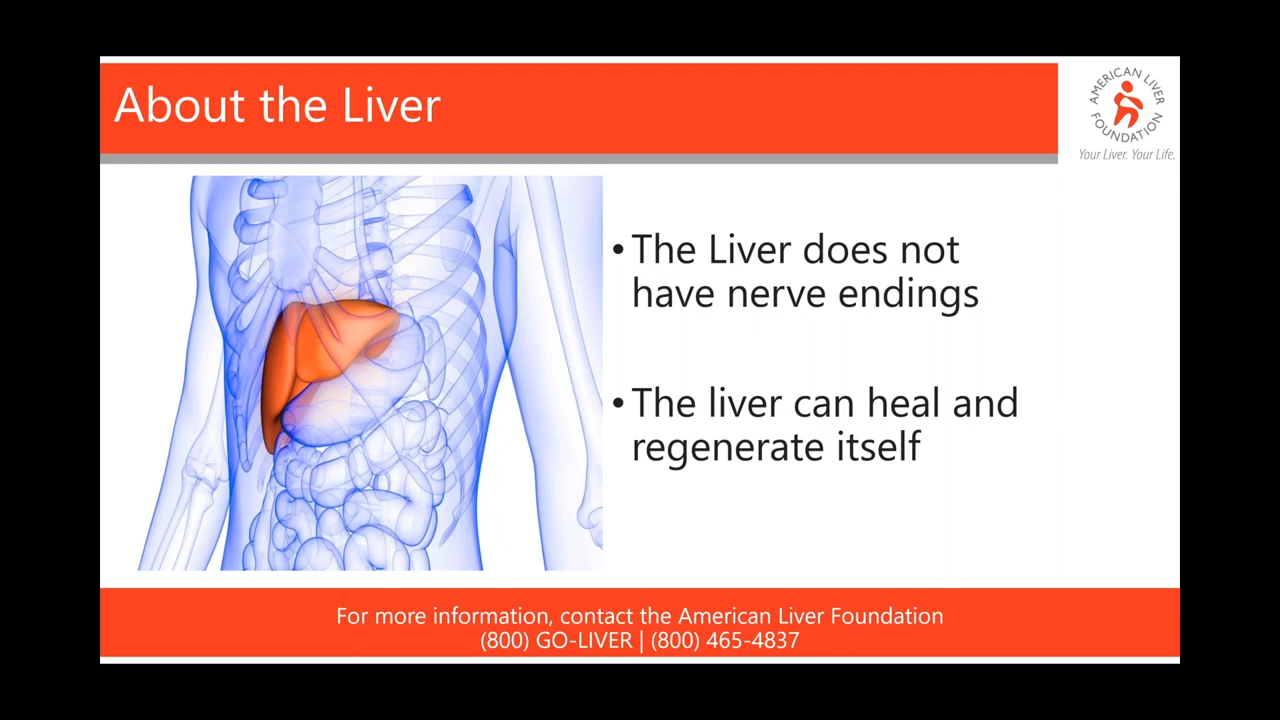 About the Liver
AMERICAN LIVER FOUNDATION
Your Liver. Your Life.
• The Liver does not
have nerve endings
• The liver can heal and
regenerate itself
For more information, contact the American Liver Foundation
(800) GO-LIVER | (800) 465-4837